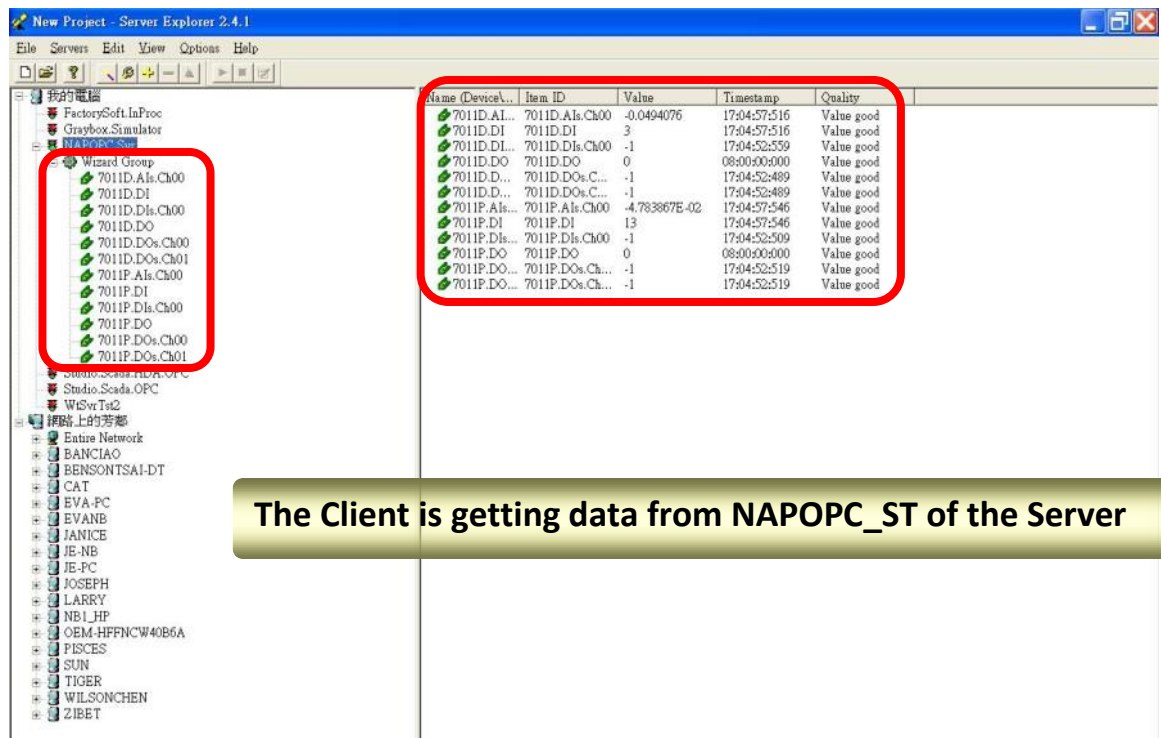 New Project - Server Explorer 2.4.1
File Servers Edit View Options Help
我的電腦
FactorySoft.InProc
Graybox.Simulator
NAPOPC.Svr
Wizard Group
7011D.AIs.Ch00
7011D.DI
7011D.DIs.Ch00
7011D.DO
7011D.DOs.Ch00
7011D.DOs.Ch01
7011P.AIs.Ch00
7011P.DI
7011P.DIs.Ch00
7011P.DO
7011P.DOs.Ch00
7011P.DOs.Ch01
Studio.Scada.HDA.OPC
Studio.Scada.OPC
WtSvrTst2
網路上的芳鄰
Entire Network
BANCIAO
BENSONTSAI-DT
CAT
EVA-PC
EVANB
JANICE
JE-NB
JE-PC
JOSEPH
LARRY
NB1_HP
OEM-HFFNCW40B6A
PISCES
SUN
TIGER
WILSONCHEN
ZIBET
Name (Device\... Item ID Value Timestamp Quality
7011D.AI... 7011D.AIs.Ch00 -0.0494076 17:04:57:516 Value good
7011D.DI 7011D.DI 3 17:04:57:516 Value good
7011D.DI... 7011D.DIs.Ch00 -1 17:04:52:559 Value good
7011D.DO 7011D.DO 0 08:00:00:000 Value good
7011D.D... 7011D.DOs.C... -1 17:04:52:489 Value good
7011D.D... 7011D.DOs.C... -1 17:04:52:489 Value good
7011P.AIs... 7011P.AIs.Ch00 -4.783867E-02 17:04:57:546 Value good
7011P.DI 7011P.DI 13 17:04:57:546 Value good
7011P.DIs... 7011P.DIs.Ch00 -1 17:04:52:509 Value good
7011P.DO 7011P.DO 0 08:00:00:000 Value good
7011P.DO... 7011P.DOs.Ch... -1 17:04:52:519 Value good
7011P.DO... 7011P.DOs.Ch... -1 17:04:52:519 Value good
The Client is getting data from NAPOPC_ST of the Server